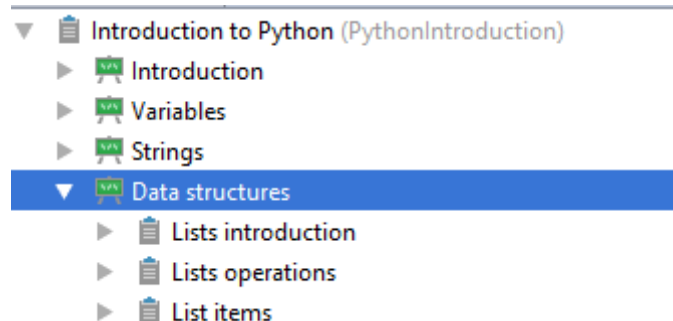 Introduction to Python (PythonIntroduction)
Introduction
Variables
Strings
Data structures
Lists introduction
Lists operations
List items